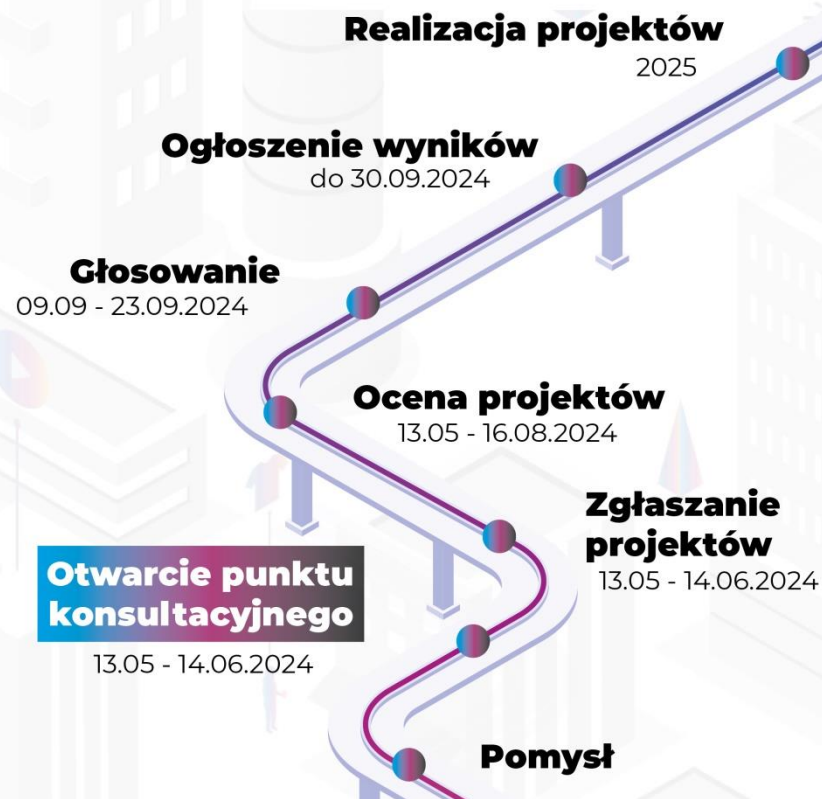 Realizacja projektów
2025
Ogłoszenie wyników
do 30.09.2024
Głosowanie
09.09 - 23.09.2024
Ocena projektów
13.05 - 16.08.2024
Zgłaszanie
projektów
13.05 - 14.06.2024
Otwarcie punktu
konsultacyjnego
13.05 - 14.06.2024
Pomysł